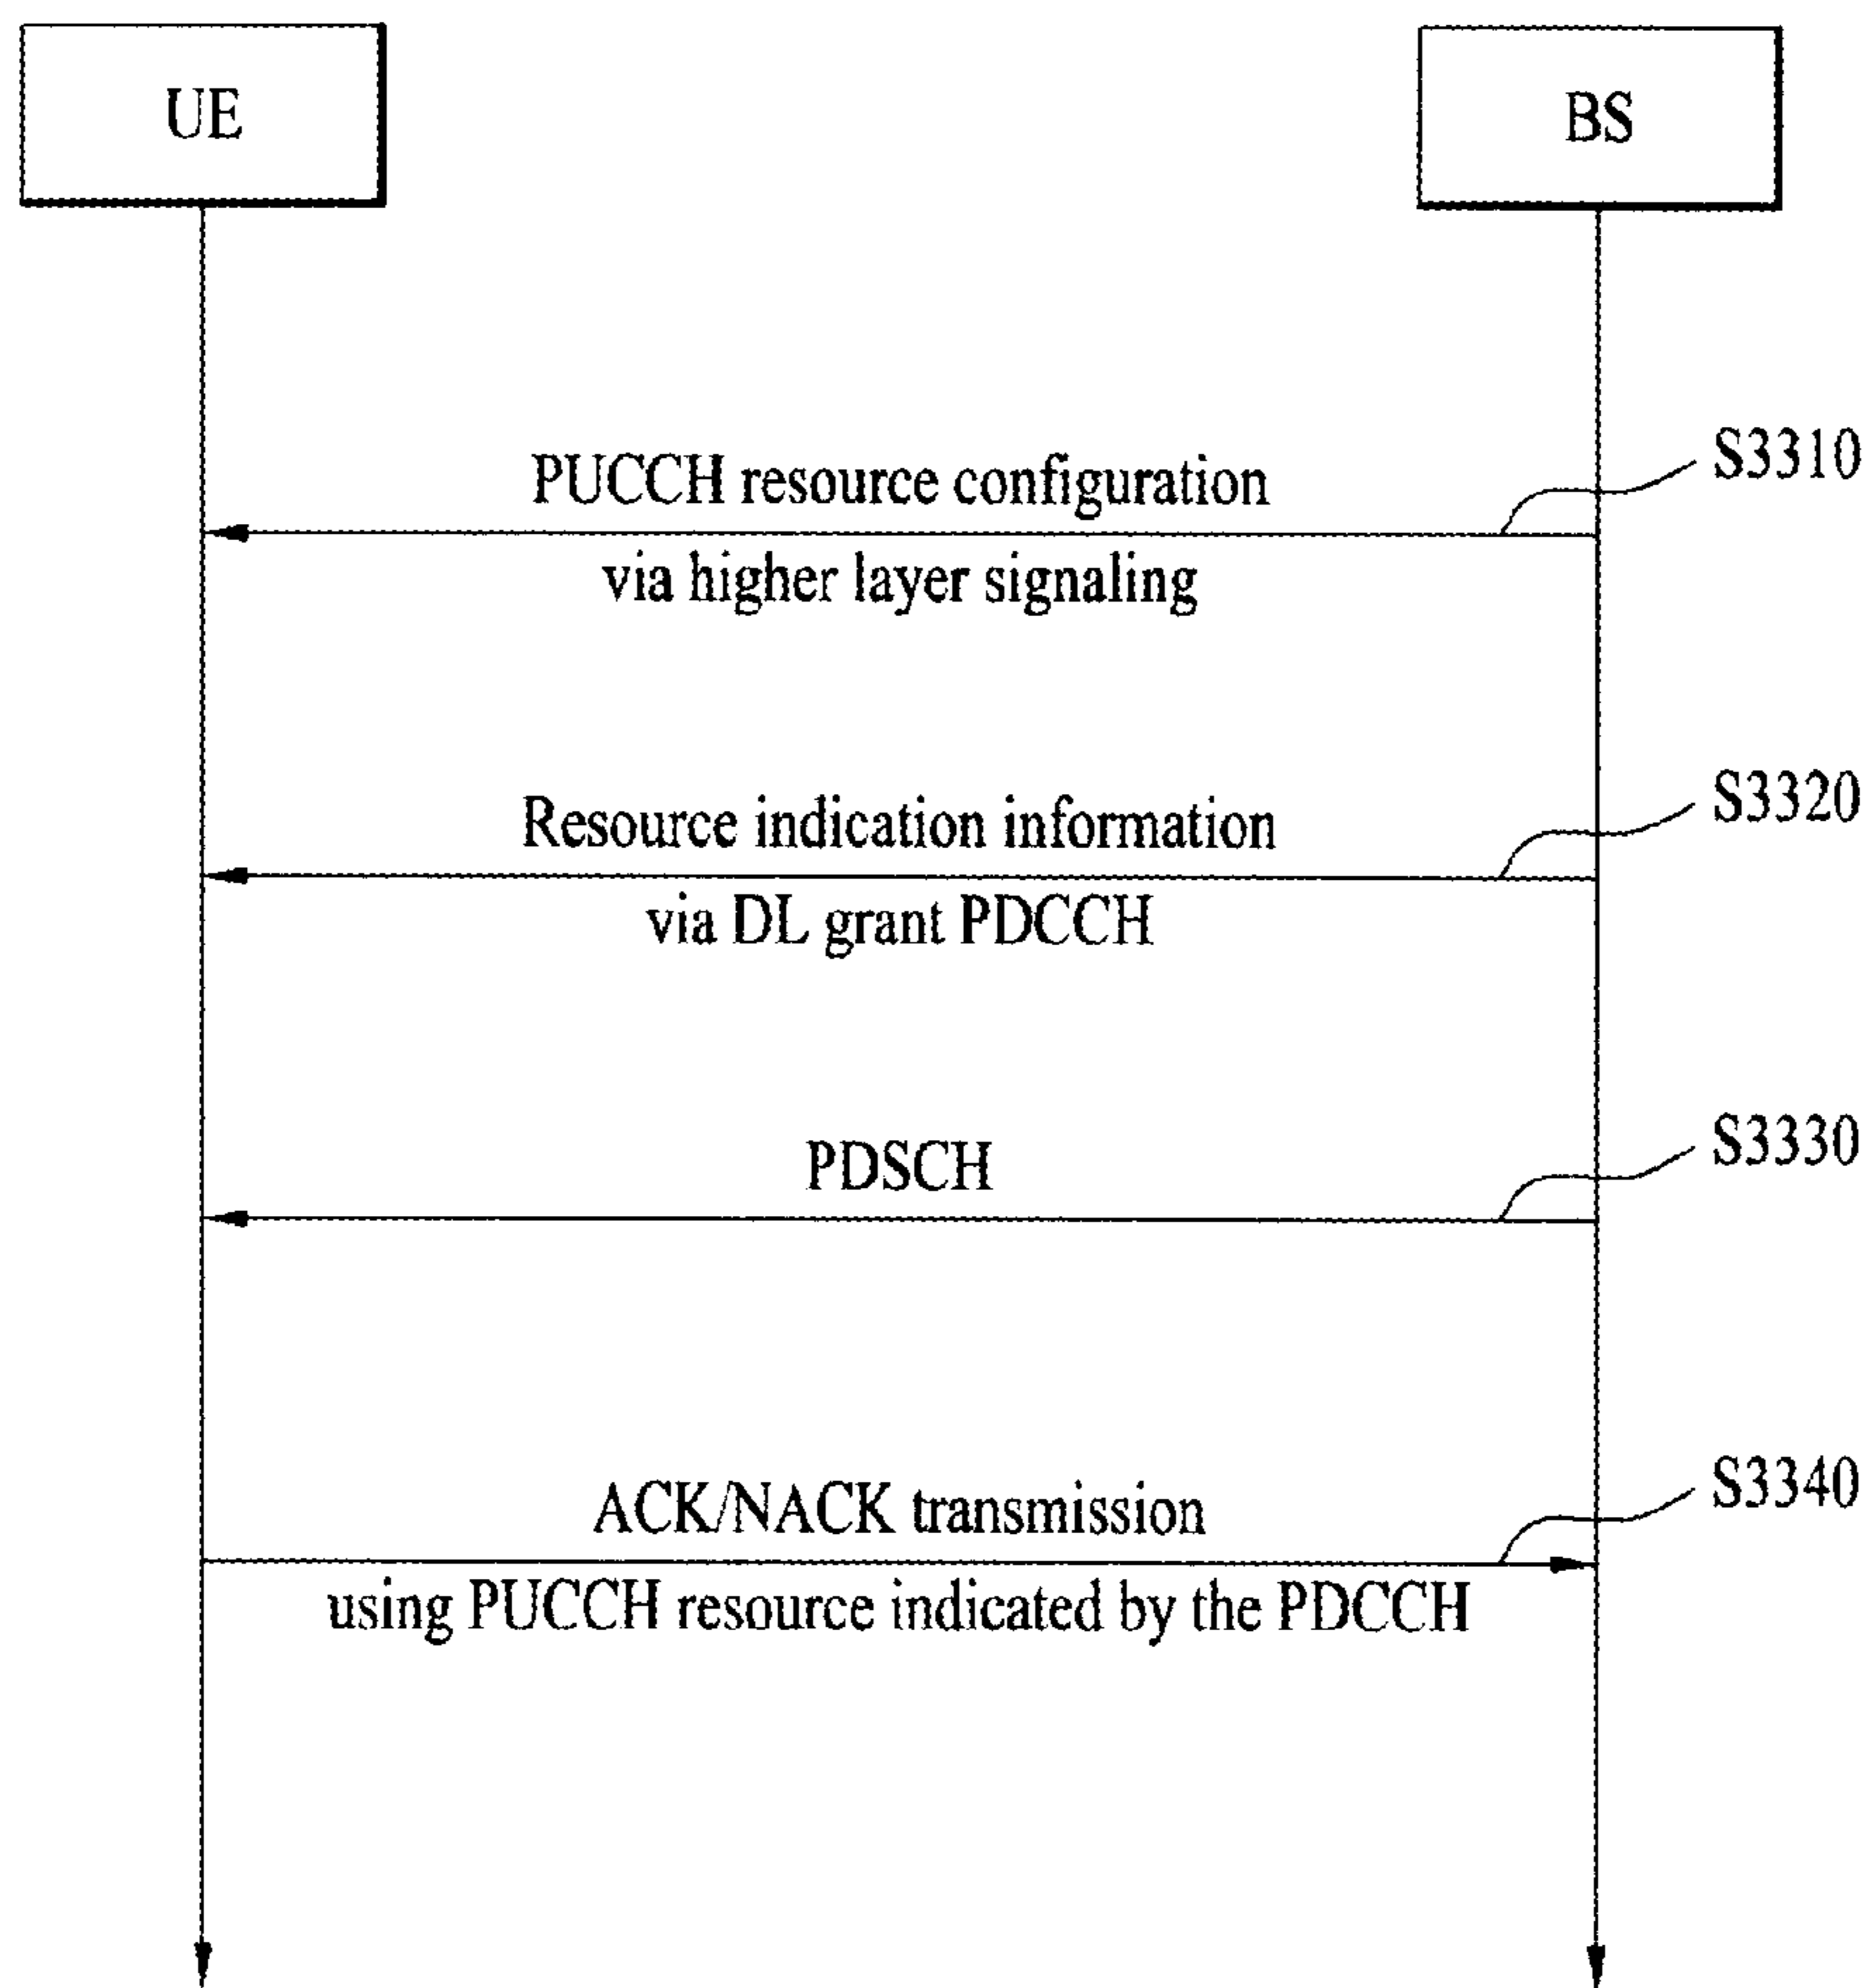 UE
BS
S3310
PUCCH resource configuration
via higher layer signaling
S3320
Resource indication information
via DL grant PDCCH
S3330
PDSCH
S3340
ACK/NACK transmission
using PUCCH resource indicated by the PDCCH